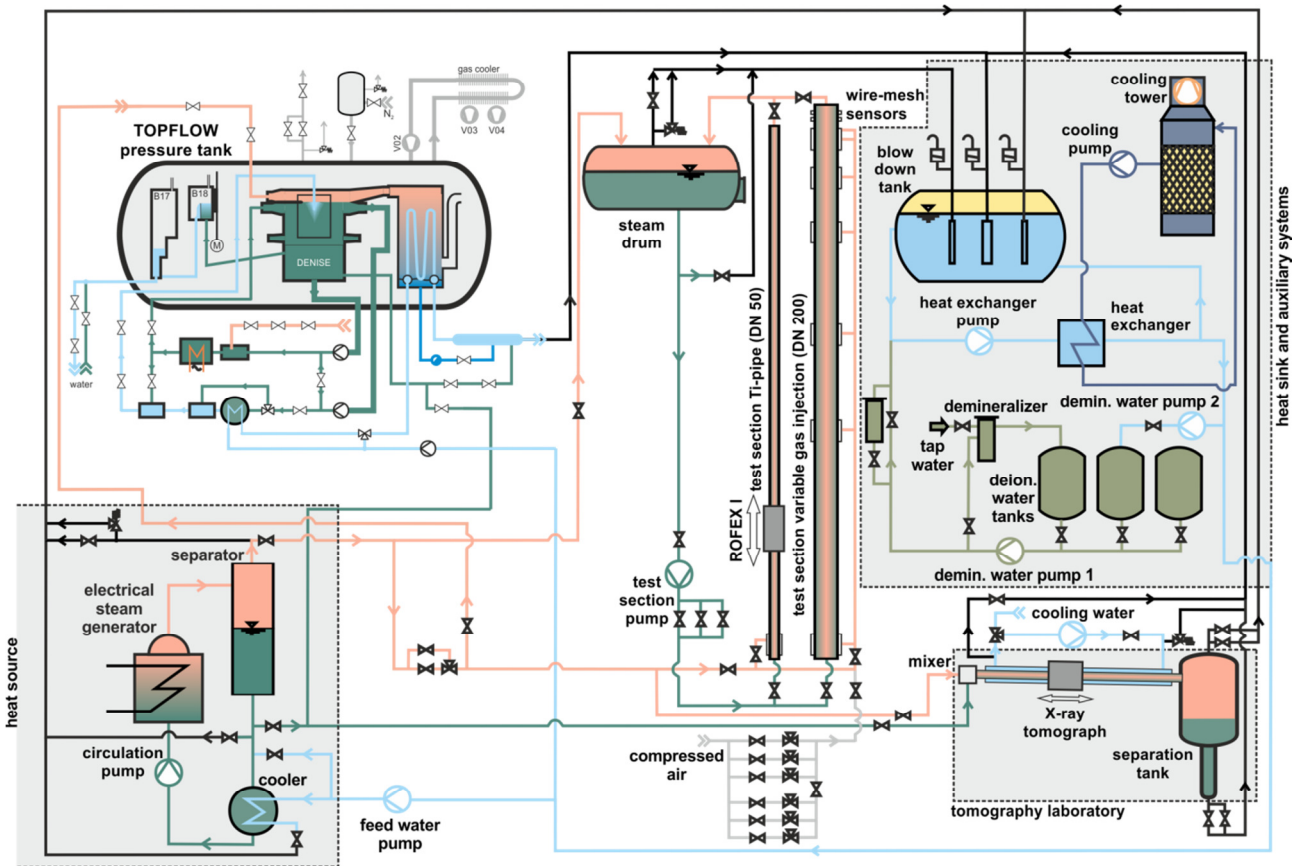 gas cooler
N₂
V02
V03
V04
TOPFLOW
pressure tank
B17
B18
M
DENISE
M
M
water
wire-mesh
sensors
steam
drum
test section Ti-pipe (DN 50)
test section variable gas injection (DN 200)
ROFEX I
test
section
pump
cooling
tower
cooling
pump
blow
down
tank
heat exchanger
pump
heat
exchanger
demin. water pump 2
demineralizer
tap
water
deion.
water
tanks
demin. water pump 1
heat sink and auxiliary systems
separator
electrical
steam
generator
heat source
circulation
pump
cooler
feed water
pump
compressed
air
cooling water
mixer
X-ray
tomograph
separation
tank
tomography laboratory